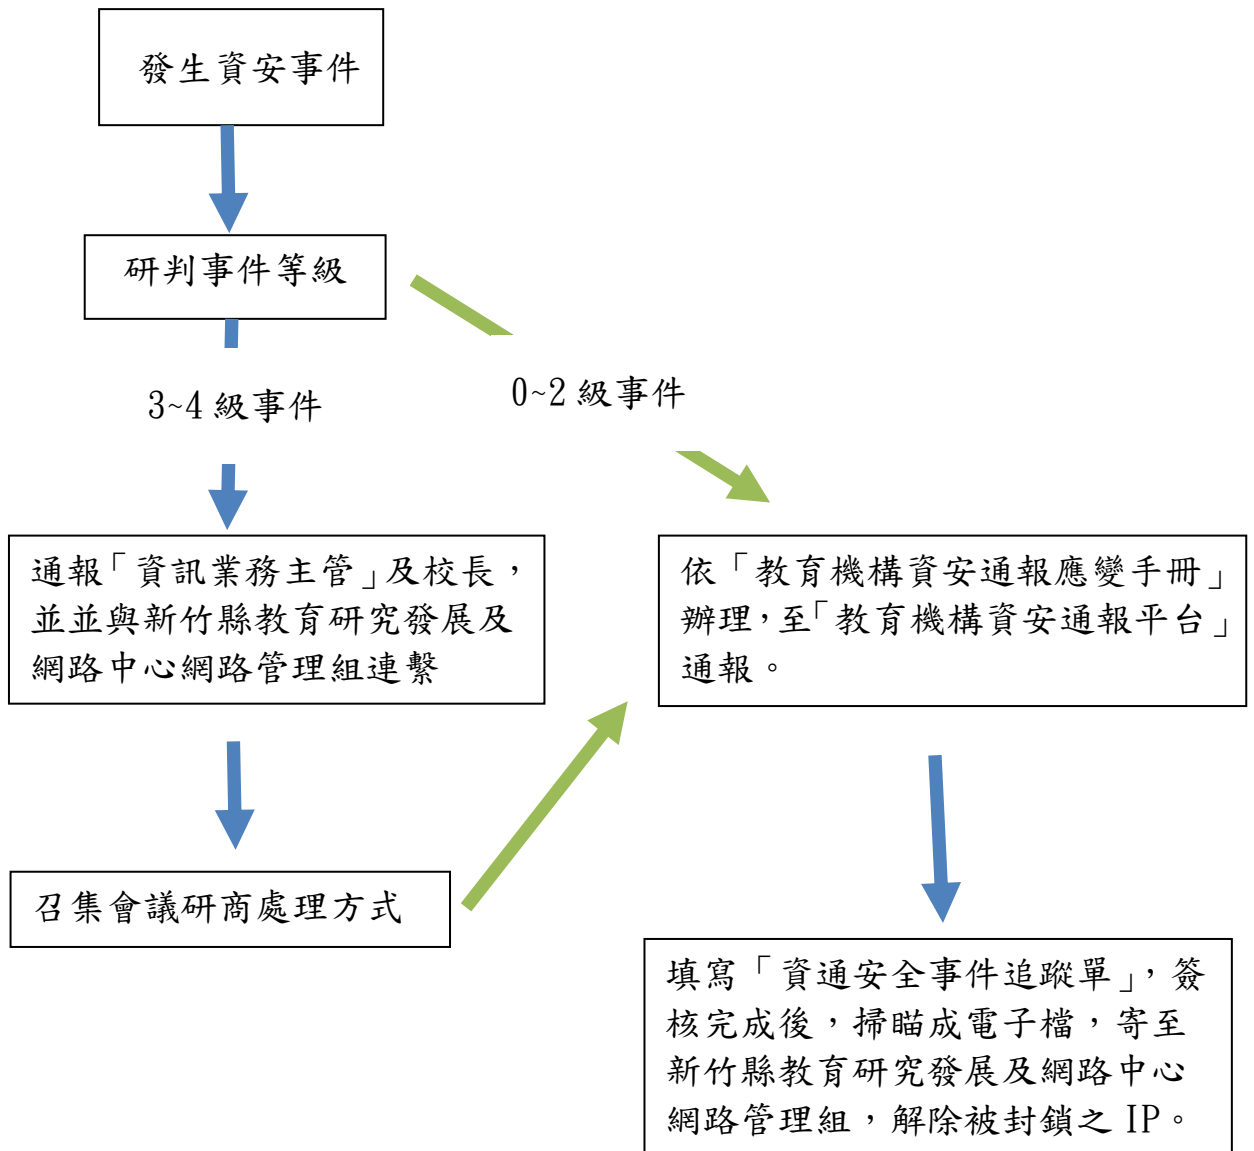 發生資安事件
研判事件等級
3~4 級事件
0~2 級事件
通報「資訊業務主管」及校長，
並並與新竹縣教育研究發展及
網路中心網路管理組連繫
依「教育機構資安通報應變手冊」
辦理，至「教育機構資安通報平台」
通報。
召集會議研商處理方式
填寫「資通安全事件追蹤單」，簽
核完成後，掃瞄成電子檔，寄至
新竹縣教育研究發展及網路中心
網路管理組，解除被封鎖之 IP。